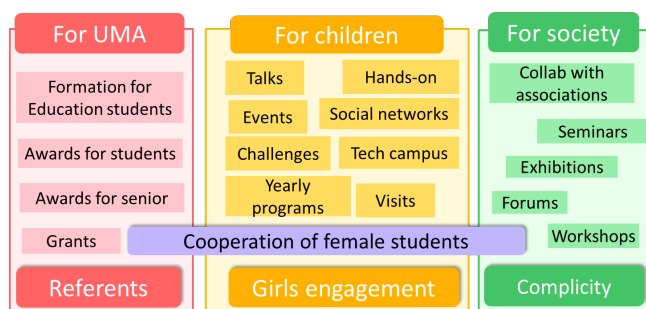 For UMA
Formation for
Education students
Awards for students
Awards for senior
Grants
Referents
For children
Talks
Hands-on
Events
Social networks
Challenges
Tech campus
Yearly
programs
Visits
Cooperation of female students
Girls engagement
For society
Collab with
associations
Seminars
Exhibitions
Forums
Workshops
Complicity